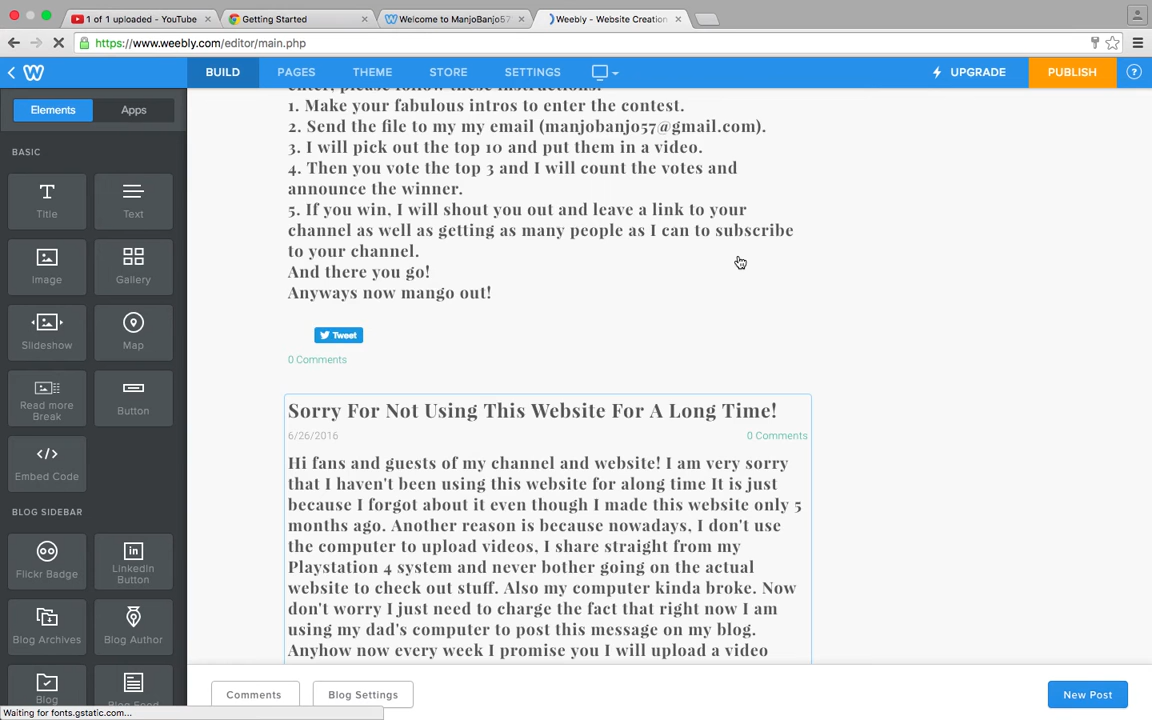 1 of 1 uploaded - YouTube
Getting Started
Welcome to ManjoBanjo57
Weebly - Website Creation
https://www.weebly.com/editor/main.php
BUILD
PAGES
THEME
STORE
SETTINGS
UPGRADE
PUBLISH
Elements
Apps
BASIC
Title
Text
Image
Gallery
Slideshow
Map
Read more
Break
Button
Embed Code
BLOG SIDEBAR
Flickr Badge
LinkedIn
Button
Blog Archives
Blog Author
Blog
Blog Feed
enter, please follow these instructions:
1. Make your fabulous intros to enter the contest.
2. Send the file to my my email (manjobanjo57@gmail.com).
3. I will pick out the top 10 and put them in a video.
4. Then you vote the top 3 and I will count the votes and
announce the winner.
5. If you win, I will shout you out and leave a link to your
channel as well as getting as many people as I can to subscribe
to your channel.
And there you go!
Anyways now mango out!
Tweet
0 Comments
Sorry For Not Using This Website For A Long Time!
6/26/2016
0 Comments
Hi fans and guests of my channel and website! I am very sorry
that I haven't been using this website for along time It is just
because I forgot about it even though I made this website only 5
months ago. Another reason is because nowadays, I don't use
the computer to upload videos, I share straight from my
Playstation 4 system and never bother going on the actual
website to check out stuff. Also my computer kinda broke. Now
don't worry I just need to charge the fact that right now I am
using my dad's computer to post this message on my blog.
Anyhow now every week I promise you I will upload a video
Comments
Blog Settings
New Post
Waiting for fonts.gstatic.com...